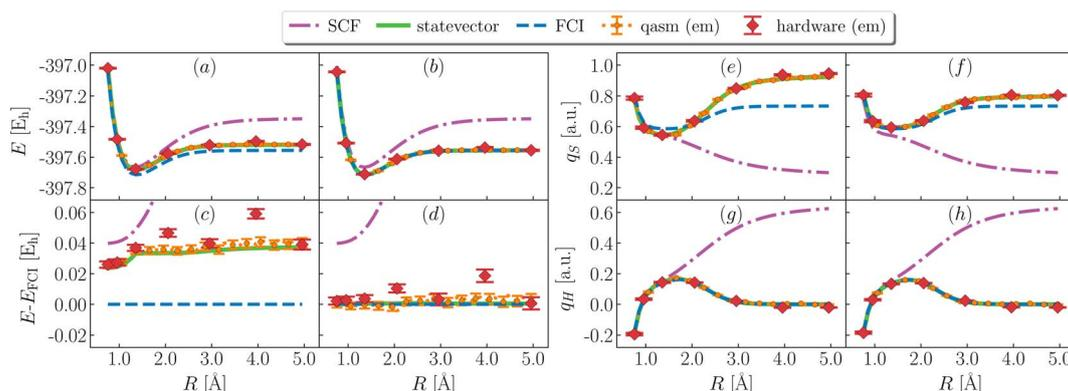 SCF statevector FCI qasm (em) hardware (em)
E [Eh]
-397.0
-397.2
-397.4
-397.6
-397.8
(a)
(b)
E-EFCI [Eh]
0.06
0.04
0.02
0.00
-0.02
(c)
(d)
1.0 2.0 3.0 4.0 5.0
1.0 2.0 3.0 4.0 5.0
R [Å]
R [Å]
qS [a.u.]
1.0
0.8
0.6
0.4
0.2
(e)
(f)
qH [a.u.]
0.6
0.4
0.2
0.0
-0.2
(g)
(h)
1.0 2.0 3.0 4.0 5.0
1.0 2.0 3.0 4.0 5.0
R [Å]
R [Å]